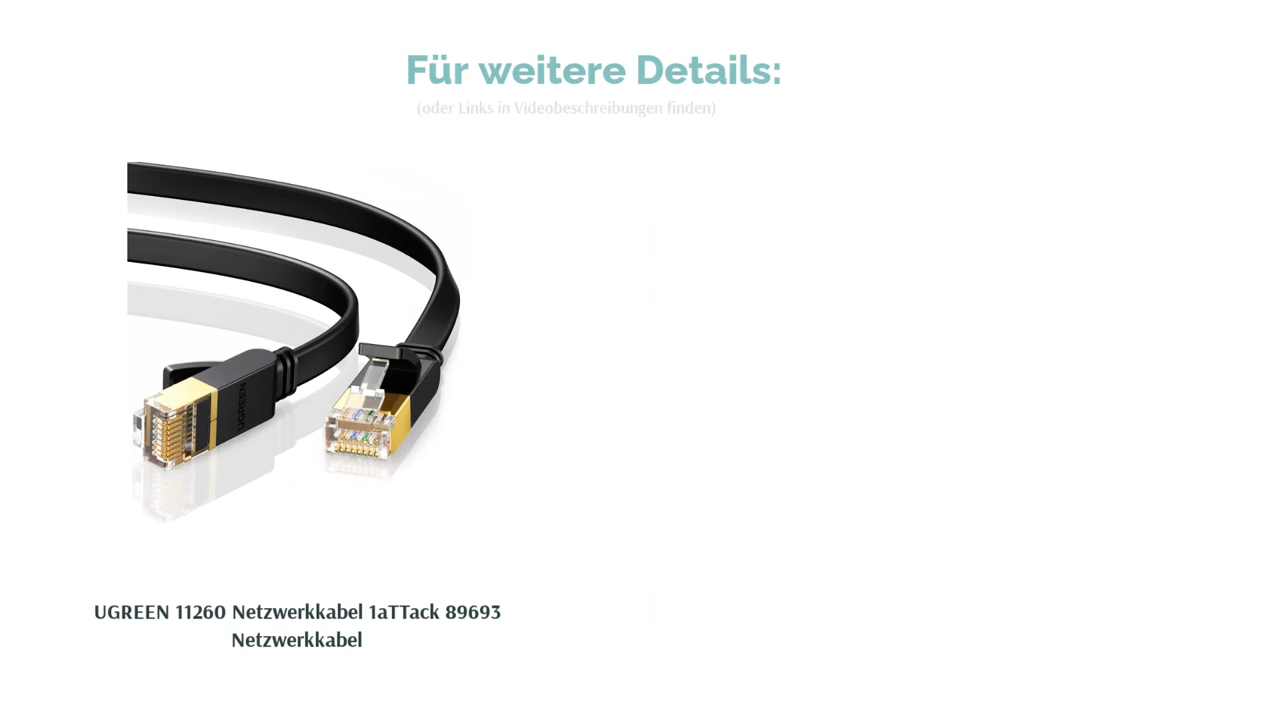 Für weitere Details:
(oder Links in Videobeschreibungen finden)
UGREEN
UGREEN 11260 Netzwerkkabel 1aTTack 89693
Netzwerkkabel